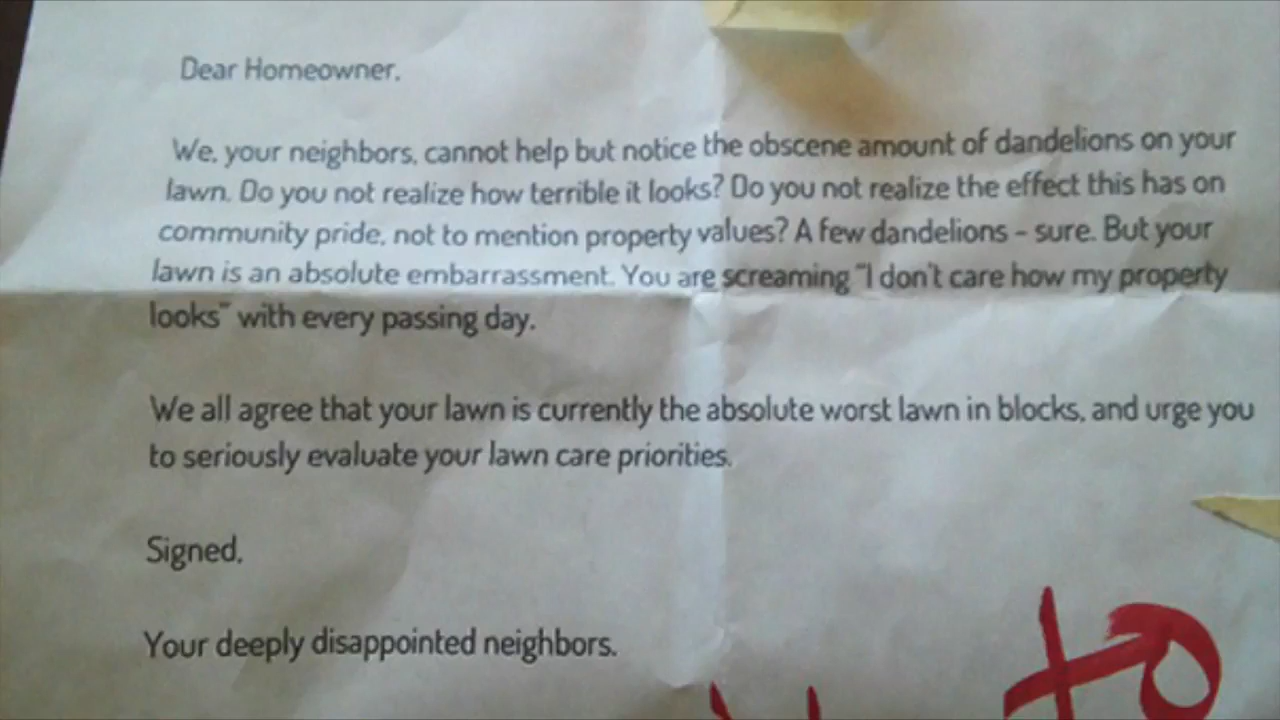 Dear Homeowner,
We, your neighbors, cannot help but notice the obscene amount of dandelions on your
lawn. Do you not realize how terrible it looks? Do you not realize the effect this has on
community pride, not to mention property values? A few dandelions – sure. But your
lawn is an absolute embarrassment. You are screaming "I don't care how my property
looks" with every passing day.
We all agree that your lawn is currently the absolute worst lawn in blocks, and urge you
to seriously evaluate your lawn care priorities.
Signed,
Your deeply disappointed neighbors.